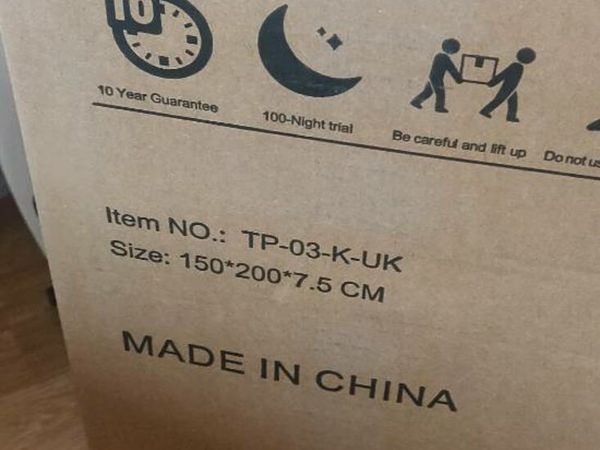 10
10 Year Guarantee
100-Night trial
Be careful and lift up
Do not us
Item NO.: TP-03-K-UK
Size: 150*200*7.5 CM
MADE IN CHINA